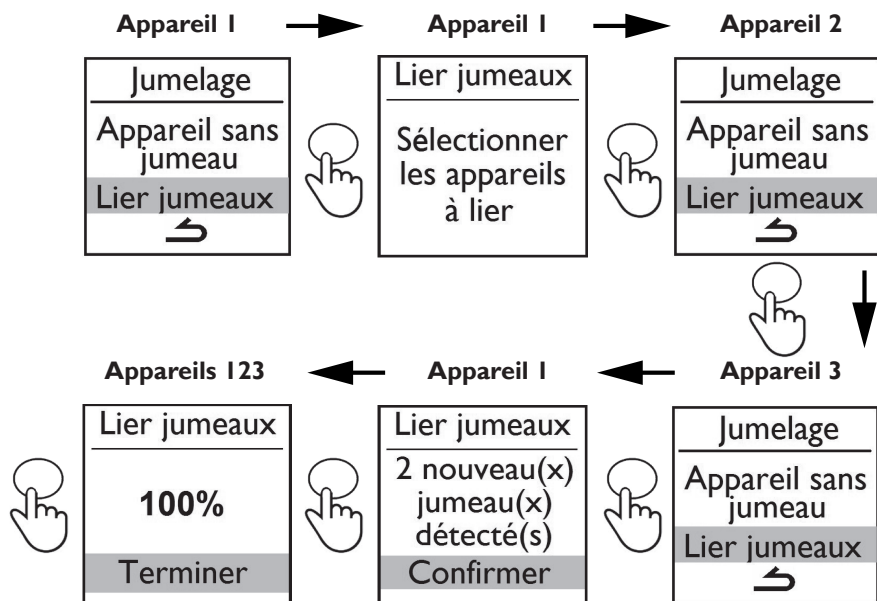 Appareil 1
Jumelage
Appareil sans
jumeau
Lier jumeaux
Appareil 1
Lier jumeaux
Sélectionner
les appareils
à lier
Appareil 2
Jumelage
Appareil sans
jumeau
Lier jumeaux
Appareil 3
Jumelage
Appareil sans
jumeau
Lier jumeaux
Appareil 1
Lier jumeaux
2 nouveau(x)
jumeau(x)
détecté(s)
Confirmer
Appareils 123
Lier jumeaux
100%
Terminer